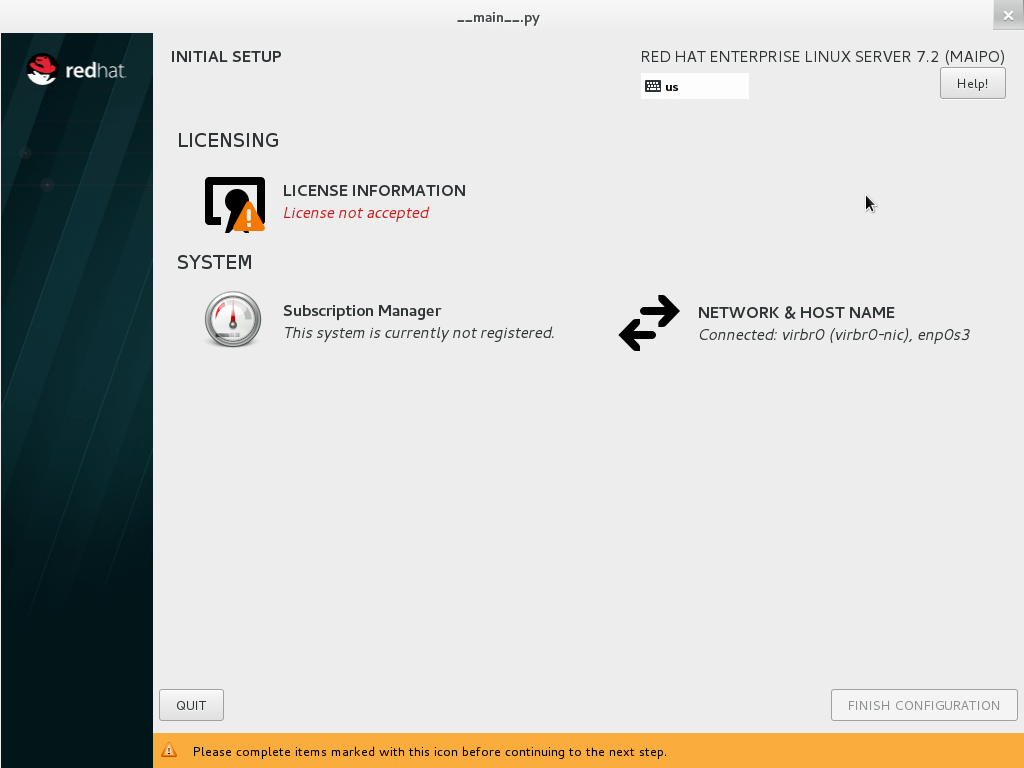 __main__.py
redhat.
INITIAL SETUP
RED HAT ENTERPRISE LINUX SERVER 7.2 (MAIPO)
us
Help!
LICENSING
LICENSE INFORMATION
License not accepted
SYSTEM
Subscription Manager
This system is currently not registered.
NETWORK & HOST NAME
Connected: virbr0 (virbr0-nic), enp0s3
QUIT
FINISH CONFIGURATION
Please complete items marked with this icon before continuing to the next step.